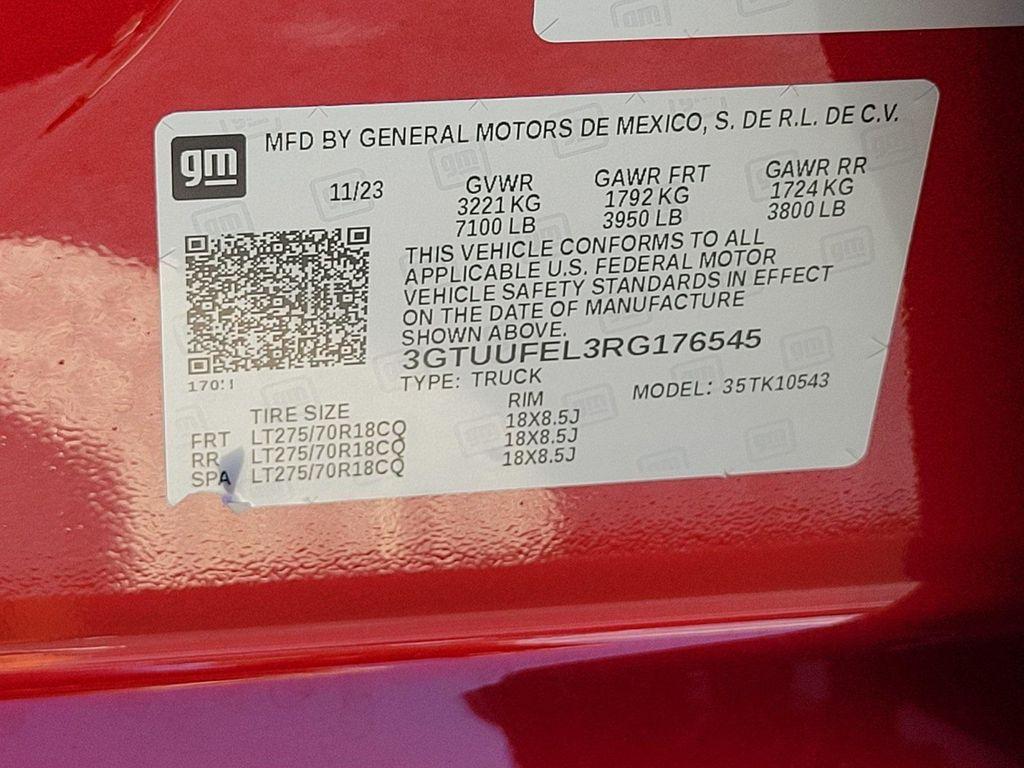 gm
MFD BY GENERAL MOTORS DE MEXICO, S. DE R.L. DE C.V.
11/23
GVWR
3221 KG
7100 LB
GAWR FRT
1792 KG
3950 LB
GAWR RR
1724 KG
3800 LB
THIS VEHICLE CONFORMS TO ALL
APPLICABLE U.S. FEDERAL MOTOR
VEHICLE SAFETY STANDARDS IN EFFECT
ON THE DATE OF MANUFACTURE
SHOWN ABOVE.
3GTUUFEL3RG176545
TYPE: TRUCK
MODEL: 35TK10543
TIRE SIZE
RIM
FRT LT275/70R18CQ 18X8.5J
RR LT275/70R18CQ 18X8.5J
SPA LT275/70R18CQ 18X8.5J